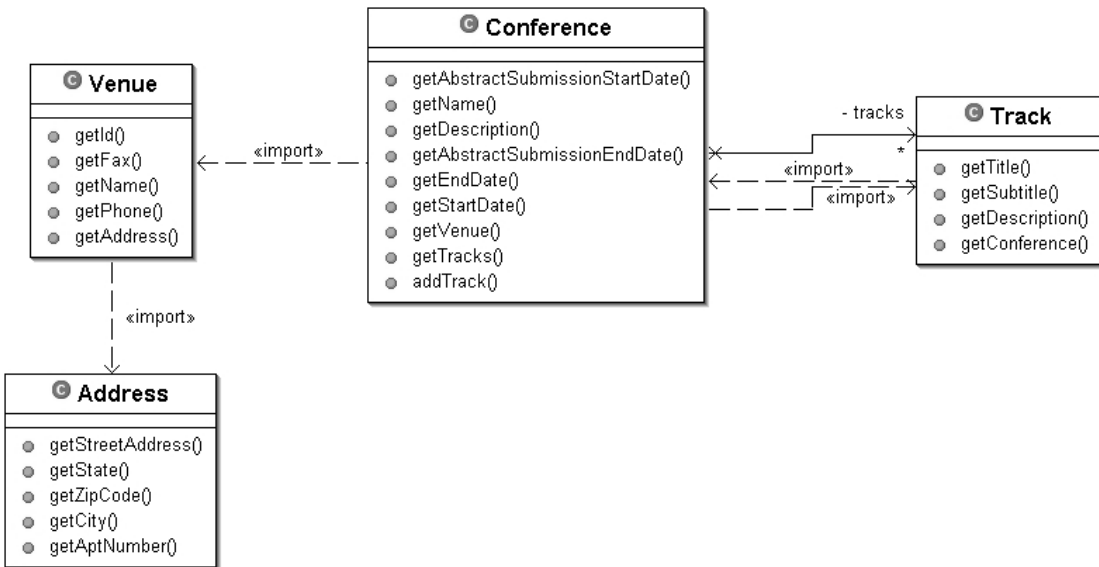 C Venue
getId()
getFax()
getName()
getPhone()
getAddress()
«import»
C Conference
getAbstractSubmissionStartDate()
getName()
getDescription()
getAbstractSubmissionEndDate()
getEndDate()
getStartDate()
getVenue()
getTracks()
addTrack()
- tracks
*
«import»
«import»
C Track
getTitle()
getSubtitle()
getDescription()
getConference()
«import»
C Address
getStreetAddress()
getState()
getZipCode()
getCity()
getAptNumber()